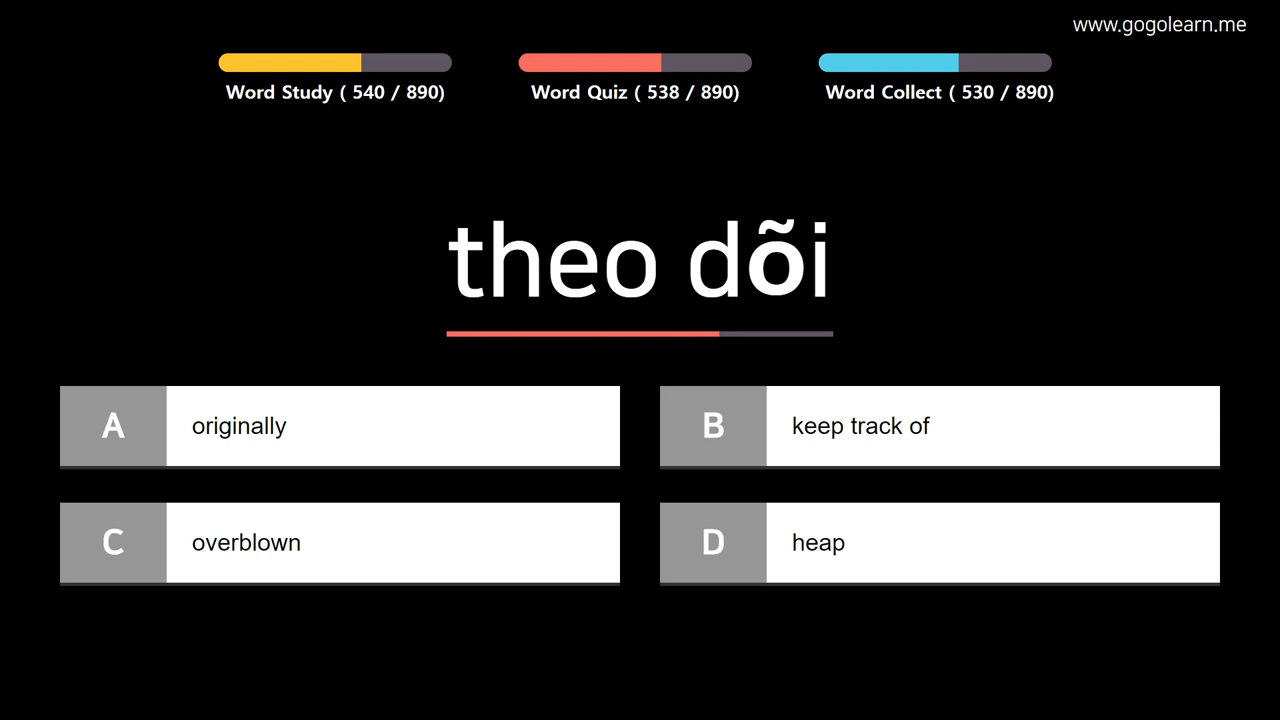 www.gogolearn.me
Word Study ( 540 / 890)
Word Quiz ( 538 / 890)
Word Collect ( 530 / 890)
theo dõi
A originally
B keep track of
C overblown
D heap